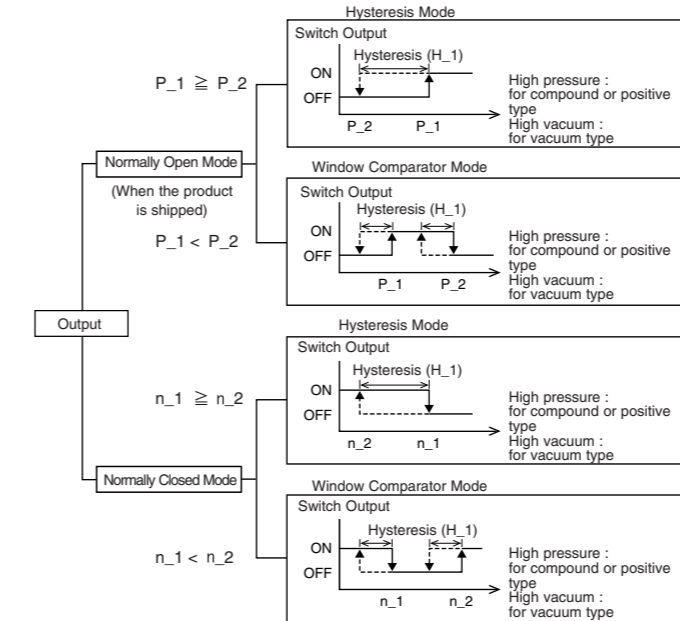 Hysteresis Mode
Switch Output
Hysteresis (H_1)
ON
OFF
P_2 P_1
High pressure :
for compound or positive
type
High vacuum :
for vacuum type
P_1 ≧ P_2
Normally Open Mode
(When the product
is shipped)
P_1 < P_2
Window Comparator Mode
Switch Output
Hysteresis (H_1)
ON
OFF
P_1 P_2
High pressure :
for compound or positive
type
High vacuum :
for vacuum type
Output
Hysteresis Mode
Switch Output
Hysteresis (H_1)
ON
OFF
n_2 n_1
High pressure :
for compound or positive
type
High vacuum :
for vacuum type
n_1 ≧ n_2
Normally Closed Mode
n_1 < n_2
Window Comparator Mode
Switch Output
Hysteresis (H_1)
ON
OFF
n_1 n_2
High pressure :
for compound or positive
type
High vacuum :
for vacuum type